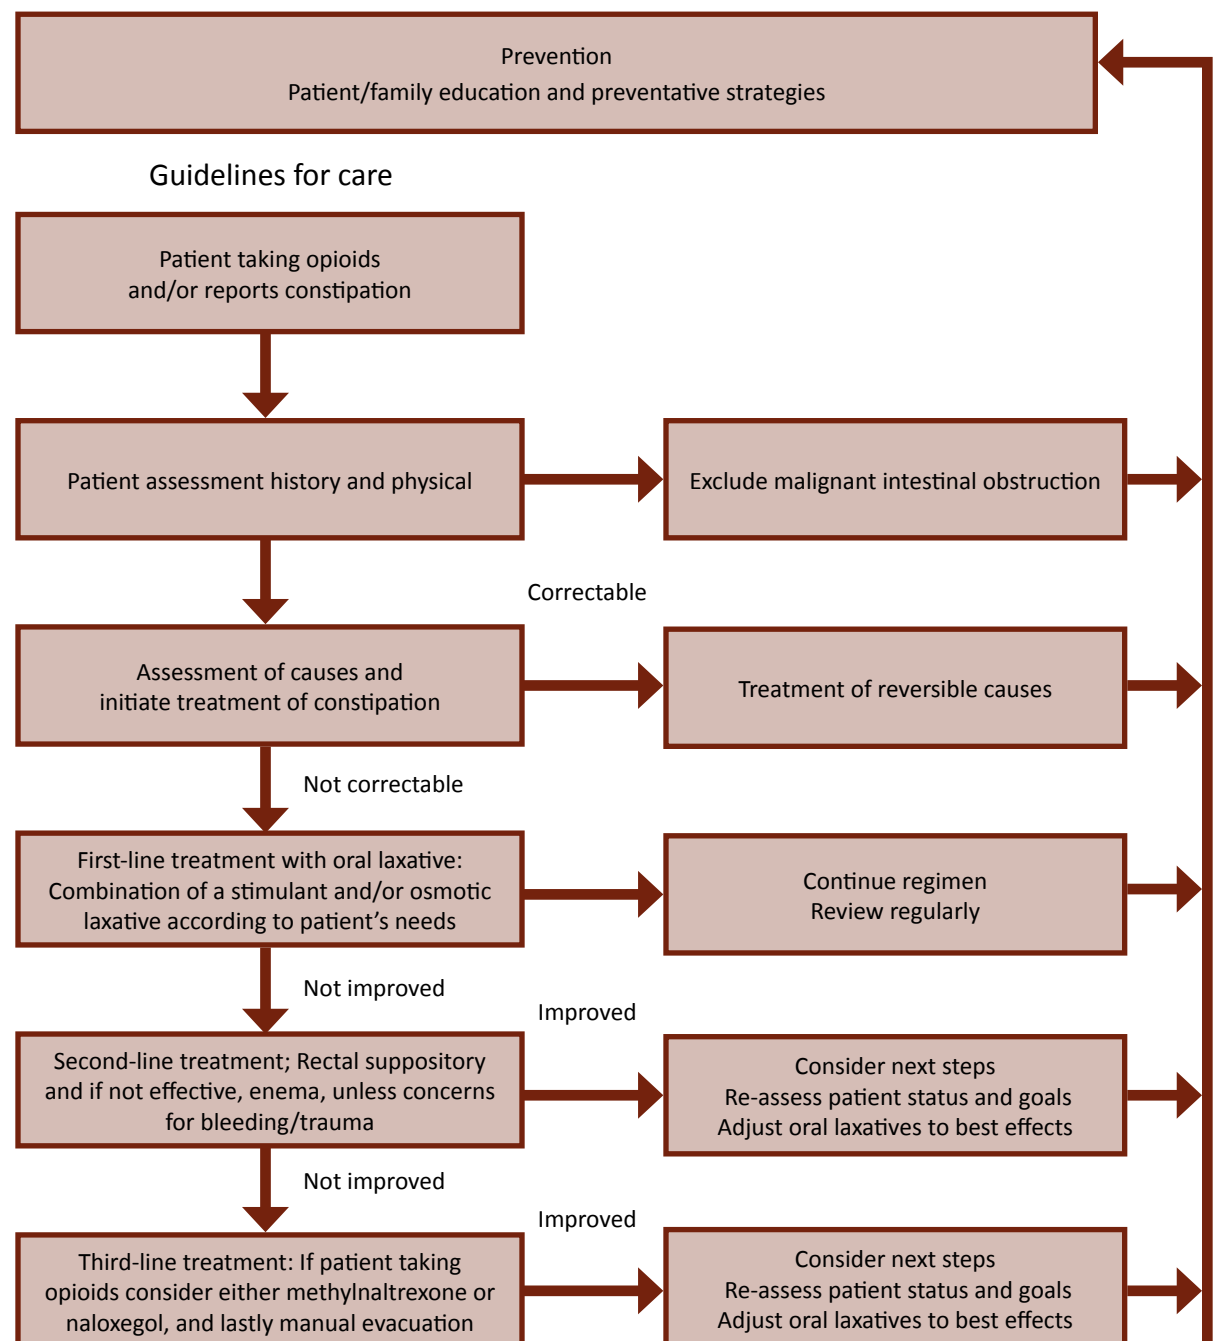 Prevention
Patient/family education and preventative strategies
Guidelines for care
Patient taking opioids
and/or reports constipation
Patient assessment history and physical
Exclude malignant intestinal obstruction
Correctable
Assessment of causes and
initiate treatment of constipation
Treatment of reversible causes
Not correctable
First-line treatment with oral laxative:
Combination of a stimulant and/or osmotic
laxative according to patient's needs
Continue regimen
Review regularly
Not improved
Improved
Second-line treatment; Rectal suppository
and if not effective, enema, unless concerns
for bleeding/trauma
Consider next steps
Re-assess patient status and goals
Adjust oral laxatives to best effects
Not improved
Improved
Third-line treatment: If patient taking
opioids consider either methylnaltrexone or
naloxegol, and lastly manual evacuation
Consider next steps
Re-assess patient status and goals
Adjust oral laxatives to best effects